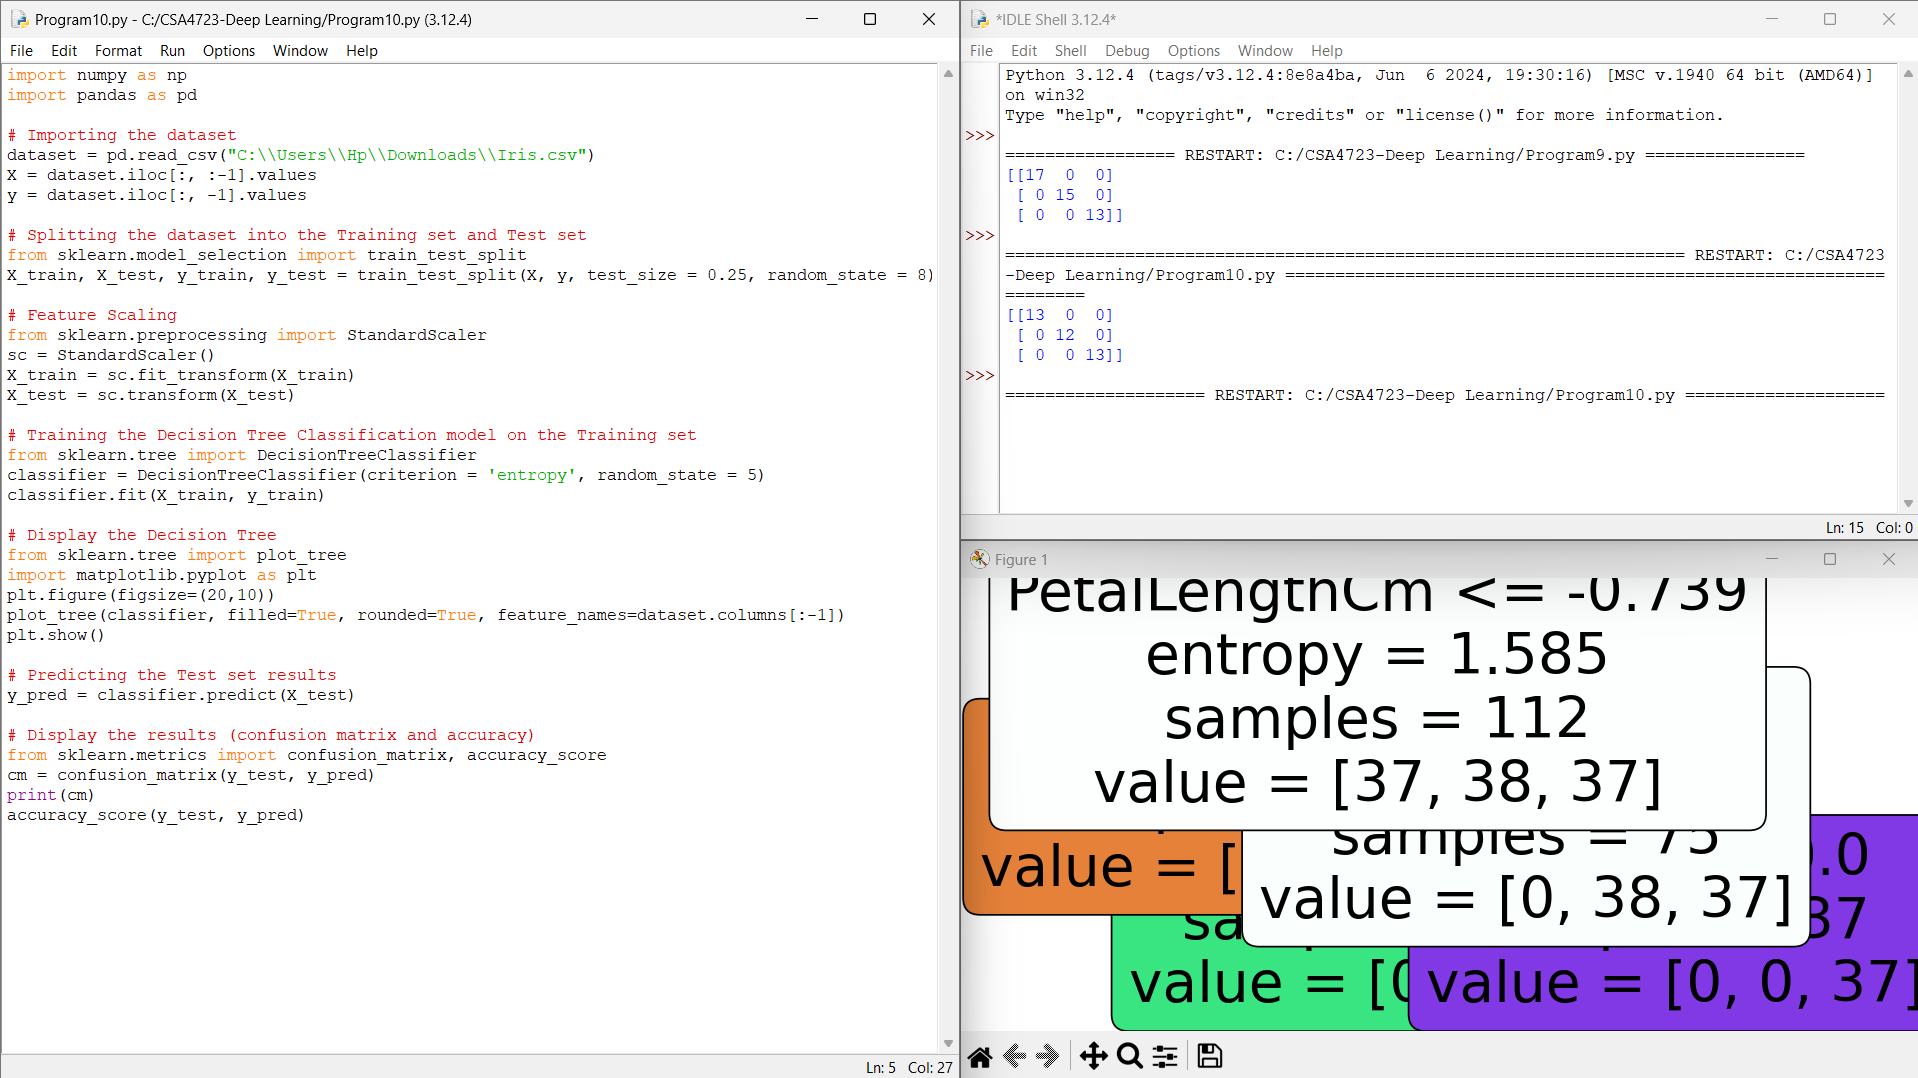 Program10.py - C:/CSA4723-Deep Learning/Program10.py (3.12.4)
File Edit Format Run Options Window Help
import numpy as np
import pandas as pd
# Importing the dataset
dataset = pd.read_csv("C:\\Users\\Hp\\Downloads\\Iris.csv")
X = dataset.iloc[:, :-1].values
y = dataset.iloc[:, -1].values
# Splitting the dataset into the Training set and Test set
from sklearn.model_selection import train_test_split
X_train, X_test, y_train, y_test = train_test_split(X, y, test_size = 0.25, random_state = 8)
# Feature Scaling
from sklearn.preprocessing import StandardScaler
sc = StandardScaler()
X_train = sc.fit_transform(X_train)
X_test = sc.transform(X_test)
# Training the Decision Tree Classification model on the Training set
from sklearn.tree import DecisionTreeClassifier
classifier = DecisionTreeClassifier(criterion = 'entropy', random_state = 5)
classifier.fit(X_train, y_train)
# Display the Decision Tree
from sklearn.tree import plot_tree
import matplotlib.pyplot as plt
plt.figure(figsize=(20,10))
plot_tree(classifier, filled=True, rounded=True, feature_names=dataset.columns[:-1])
plt.show()
# Predicting the Test set results
y_pred = classifier.predict(X_test)
# Display the results (confusion matrix and accuracy)
from sklearn.metrics import confusion_matrix, accuracy_score
cm = confusion_matrix(y_test, y_pred)
print(cm)
accuracy_score(y_test, y_pred)
Ln: 5 Col: 27
*IDLE Shell 3.12.4*
File Edit Shell Debug Options Window Help
Python 3.12.4 (tags/v3.12.4:8e8a4ba, Jun  6 2024, 19:30:16) [MSC v.1940 64 bit (AMD64)]
on win32
Type "help", "copyright", "credits" or "license()" for more information.
>>>
================= RESTART: C:/CSA4723-Deep Learning/Program9.py ================
[[17  0  0]
 [ 0 15  0]
 [ 0  0 13]]
>>>
==================================================================== RESTART: C:/CSA4723
-Deep Learning/Program10.py ============================================================
========
[[13  0  0]
 [ 0 12  0]
 [ 0  0 13]]
>>>
==================== RESTART: C:/CSA4723-Deep Learning/Program10.py ====================
Ln: 15 Col: 0
Figure 1
PetalLengthCm <= -0.739
entropy = 1.585
samples = 112
value = [37, 38, 37]
samples = 75
value = [0, 38, 37]
value = [
.0
37
sa
value = [0
value = [0, 0, 37]